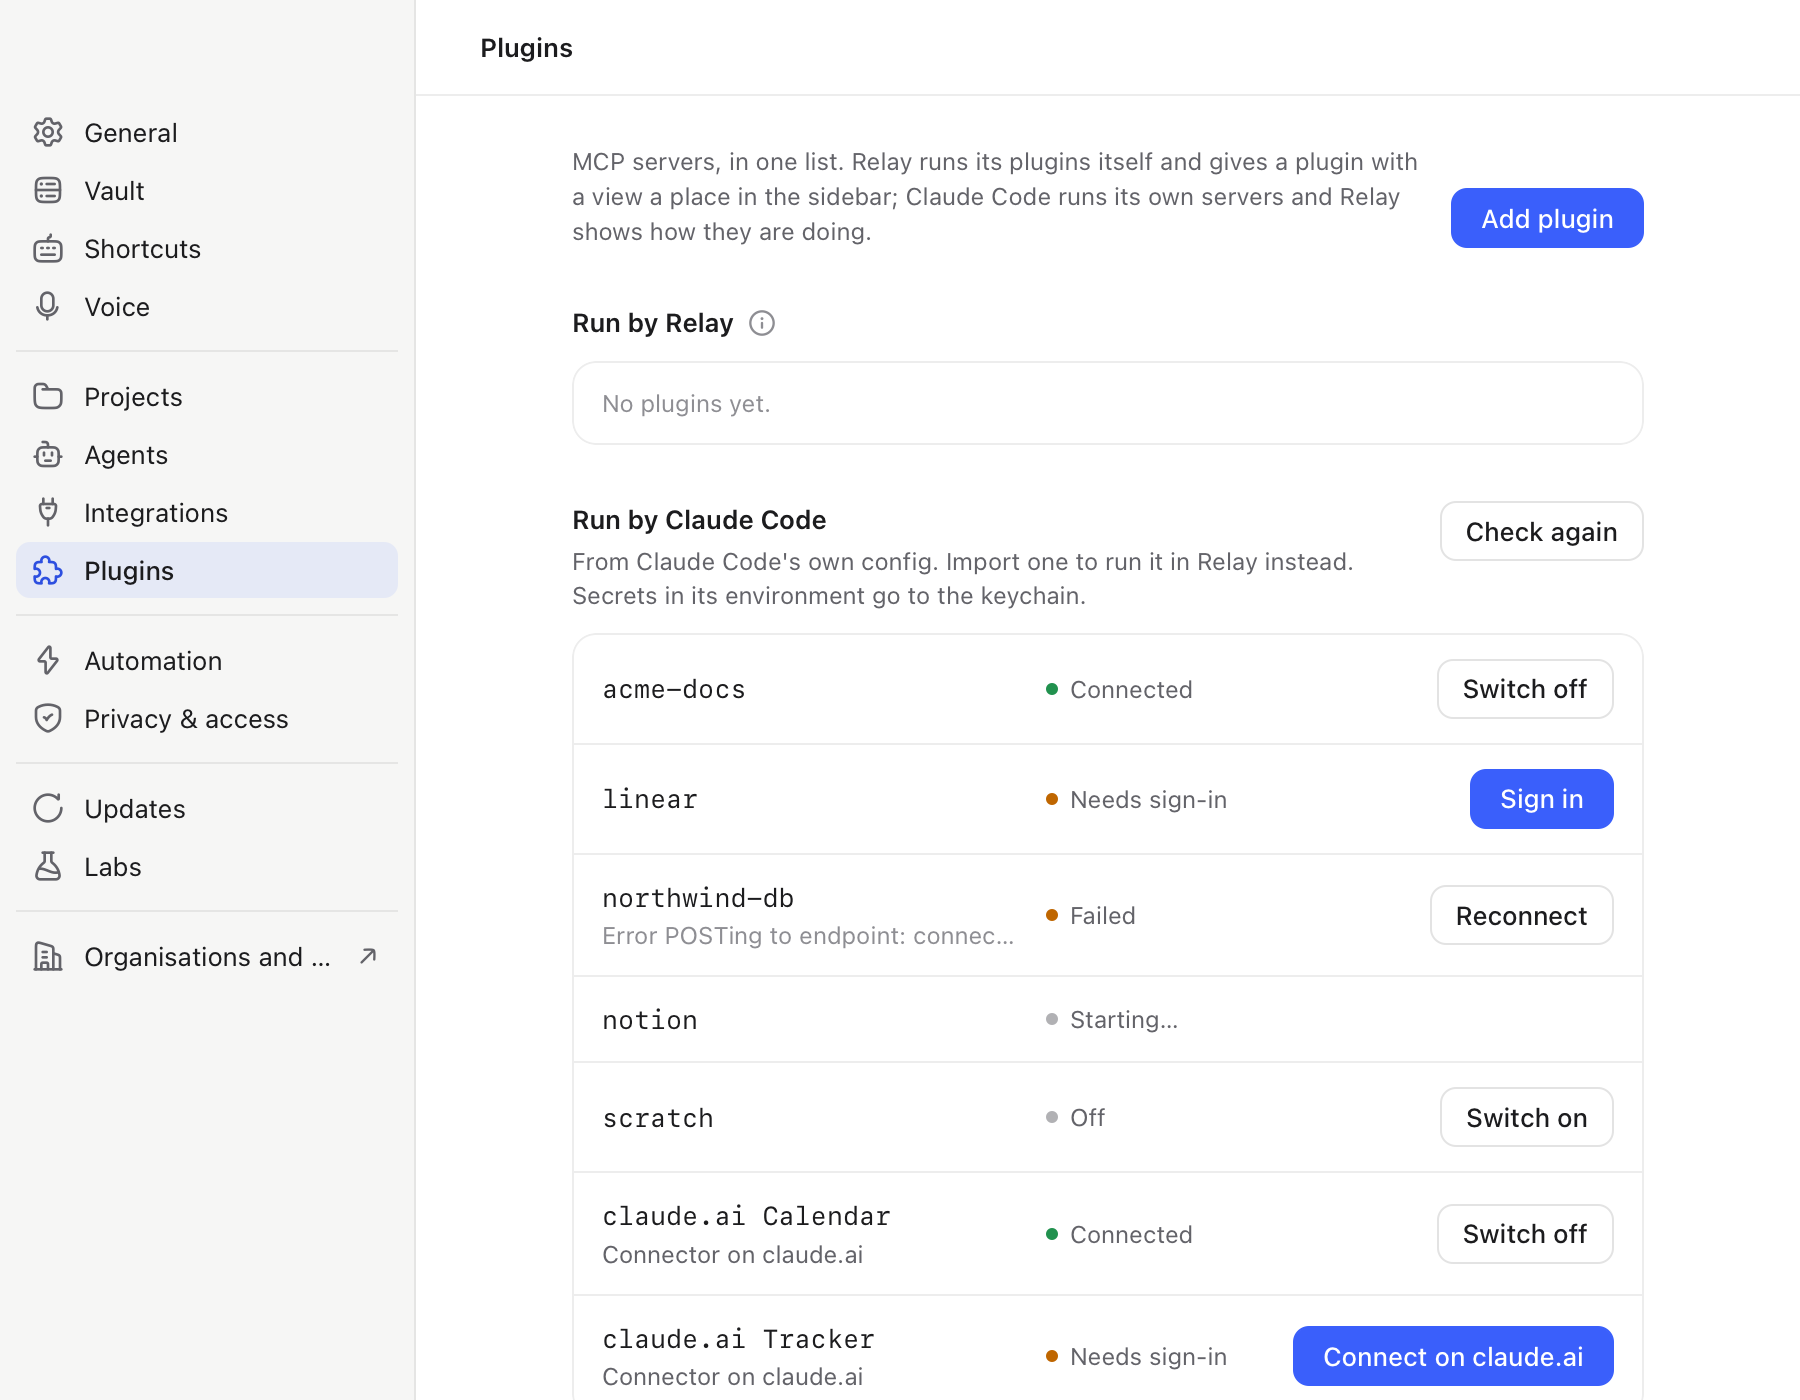 Plugins
General
Vault
Shortcuts
Voice
Projects
Agents
Integrations
Plugins
Automation
Privacy & access
Updates
Labs
Organisations and ...
MCP servers, in one list. Relay runs its plugins itself and gives a plugin with
a view a place in the sidebar; Claude Code runs its own servers and Relay
shows how they are doing.
Add plugin
Run by Relay
No plugins yet.
Run by Claude Code
From Claude Code's own config. Import one to run it in Relay instead.
Secrets in its environment go to the keychain.
Check again
acme-docs
Connected
Switch off
linear
Needs sign-in
Sign in
northwind-db
Error POSTing to endpoint: connec...
Failed
Reconnect
notion
Starting...
scratch
Off
Switch on
claude.ai Calendar
Connector on claude.ai
Connected
Switch off
claude.ai Tracker
Connector on claude.ai
Needs sign-in
Connect on claude.ai